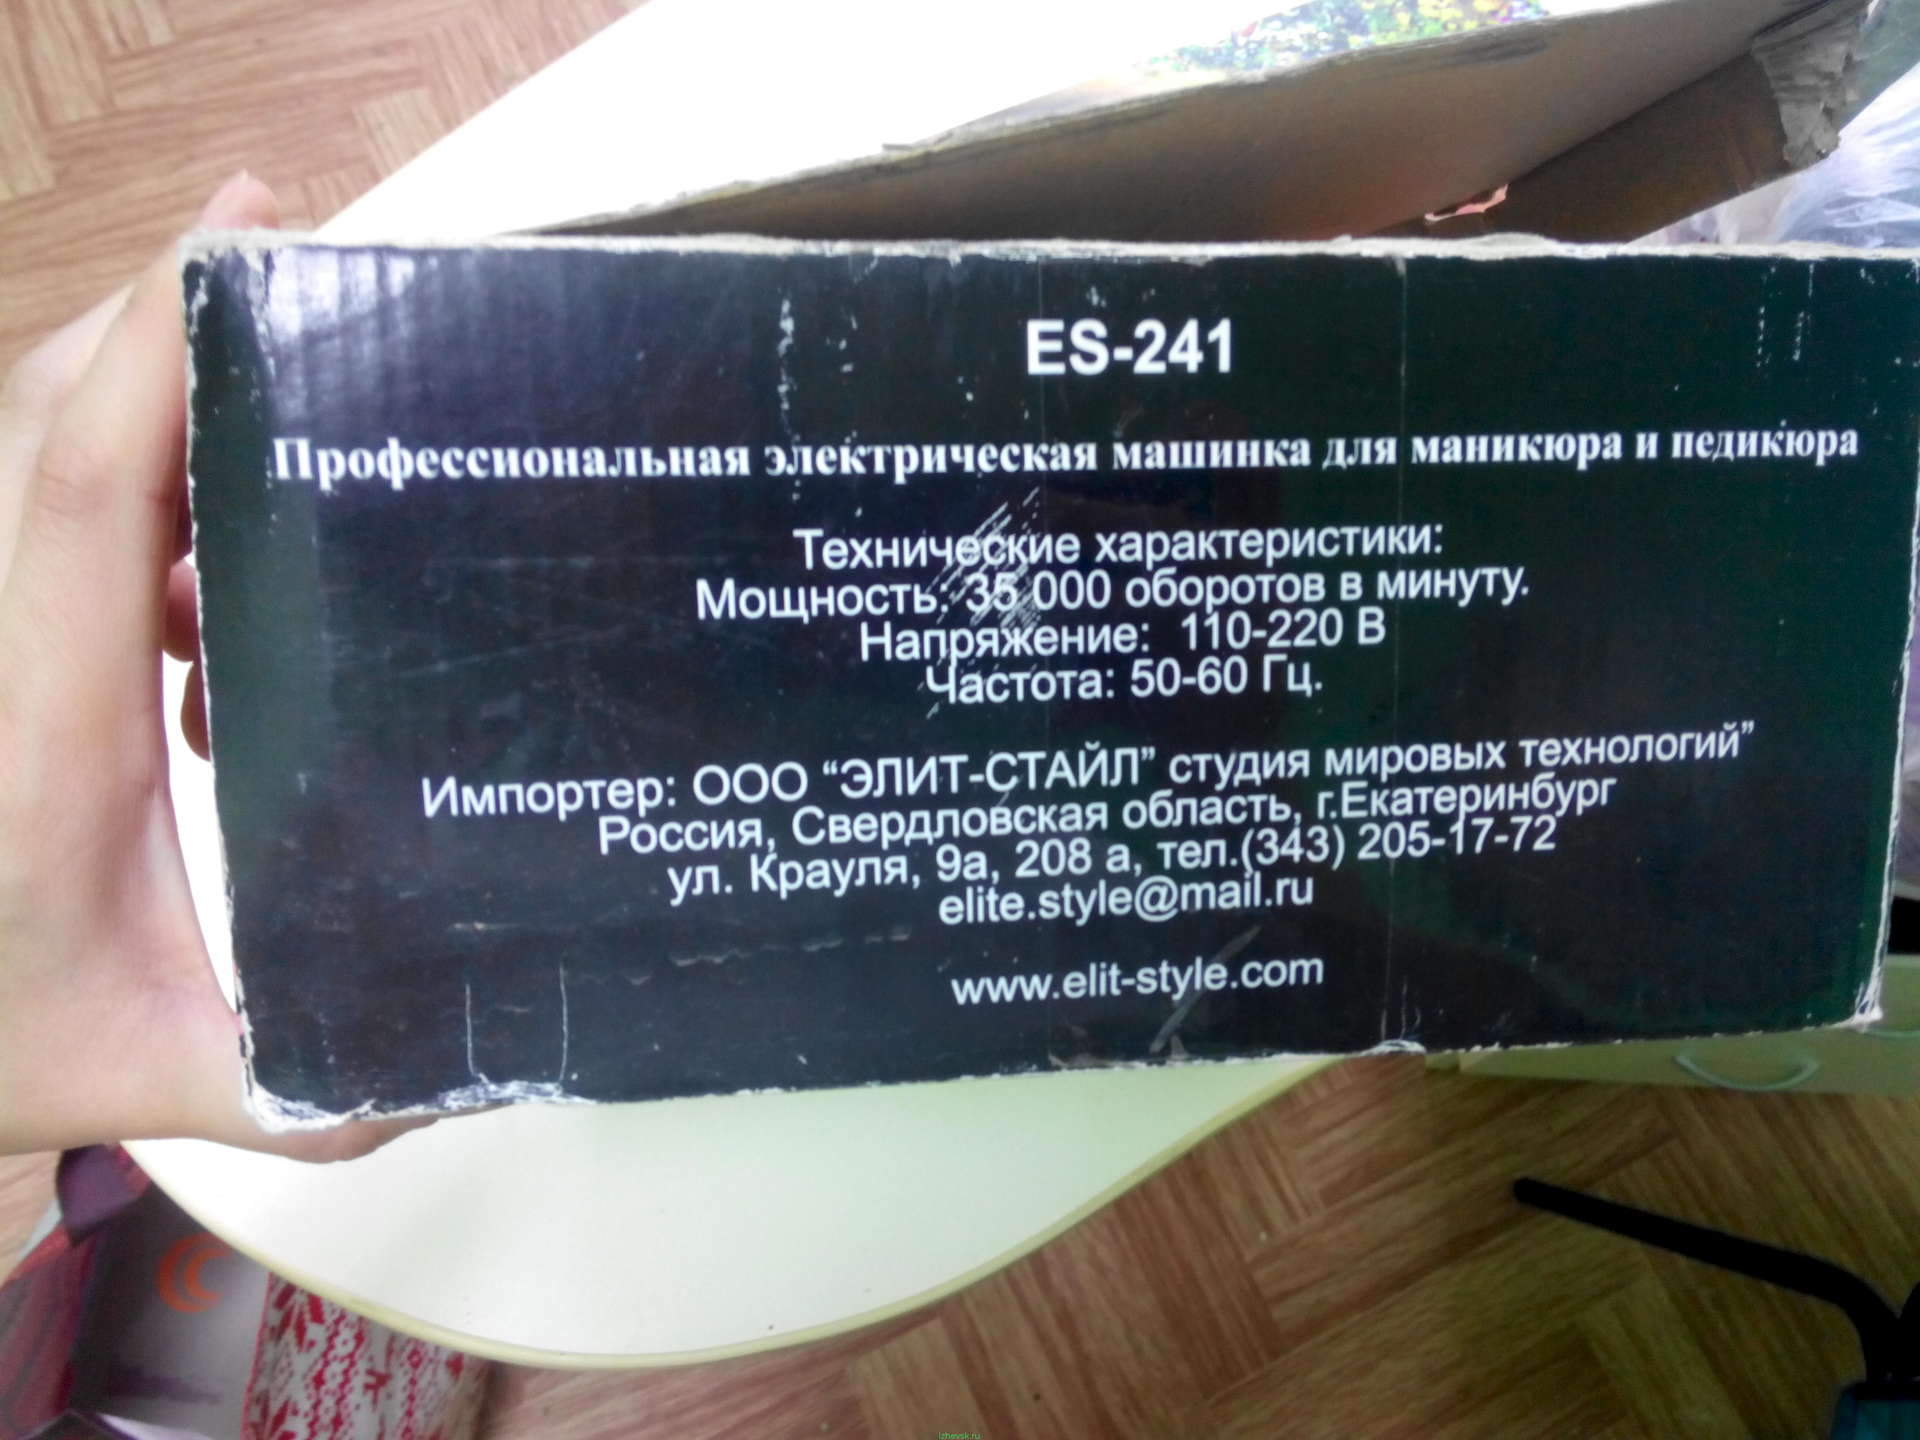 ES-241
Профессиональная электрическая машинка для маникюра и педикюра
Технические характеристики:
Мощность: 35 000 оборотов в минуту.
Напряжение: 110-220 В
Частота: 50-60 Гц.
Импортер: ООО “ЭЛИТ-СТАЙЛ” студия мировых технологий”
Россия, Свердловская область, г.Екатеринбург
ул. Крауля, 9а, 208 а, тел.(343) 205-17-72
elite.style@mail.ru
www.elit-style.com
izhevsk.ru